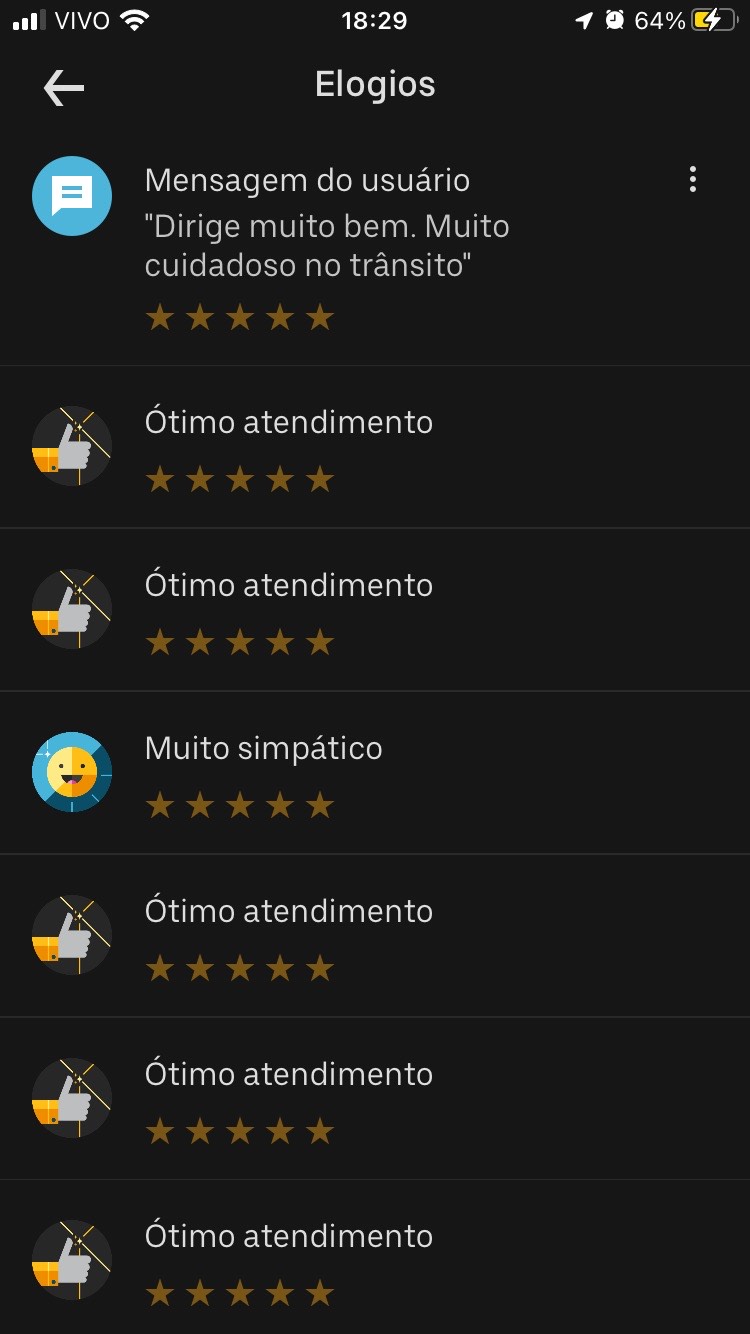 VIVO 18:29 64%
Elogios
Mensagem do usuário
"Dirige muito bem. Muito
cuidadoso no trânsito"
Ótimo atendimento
Ótimo atendimento
Muito simpático
Ótimo atendimento
Ótimo atendimento
Ótimo atendimento